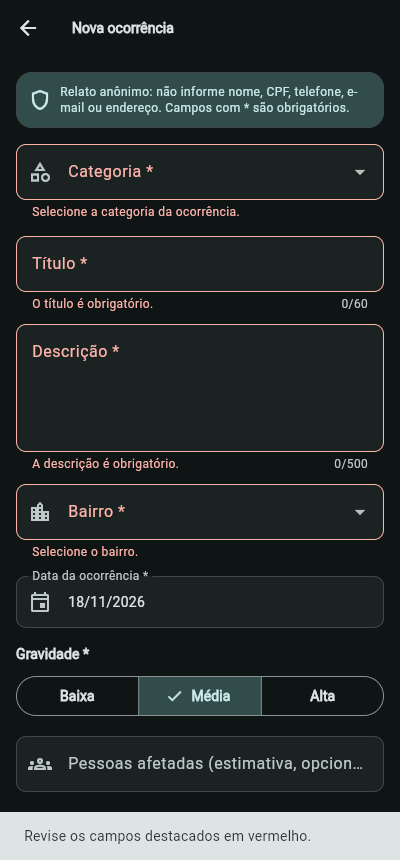 Nova ocorrência
Relato anônimo: não informe nome, CPF, telefone, e-
mail ou endereço. Campos com * são obrigatórios.
Categoria *
Selecione a categoria da ocorrência.
Título *
O título é obrigatório.
0/60
Descrição *
A descrição é obrigatório.
0/500
Bairro *
Selecione o bairro.
Data da ocorrência *
18/11/2026
Gravidade *
Baixa
Média
Alta
Pessoas afetadas (estimativa, opcion…
Revise os campos destacados em vermelho.